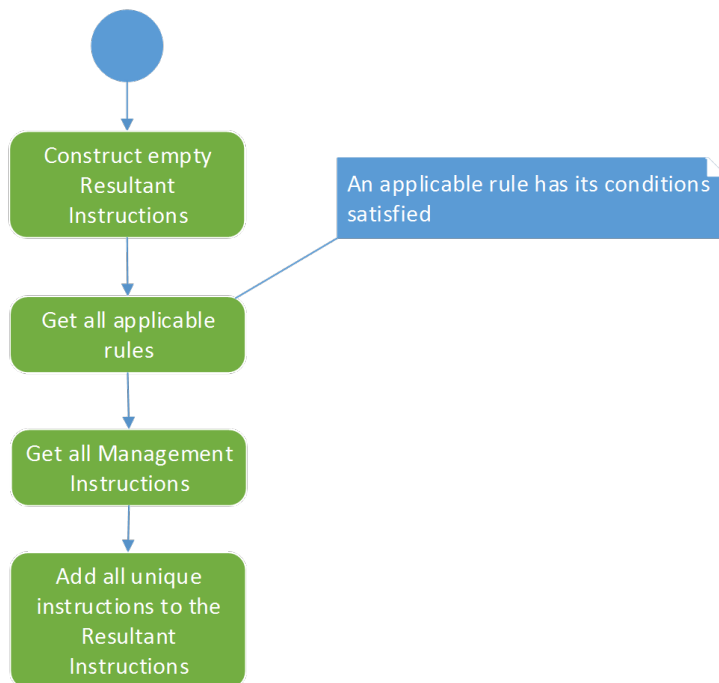 Construct empty
Resultant
Instructions
An applicable rule has its conditions
satisfied
Get all applicable
rules
Get all Management
Instructions
Add all unique
instructions to the
Resultant
Instructions